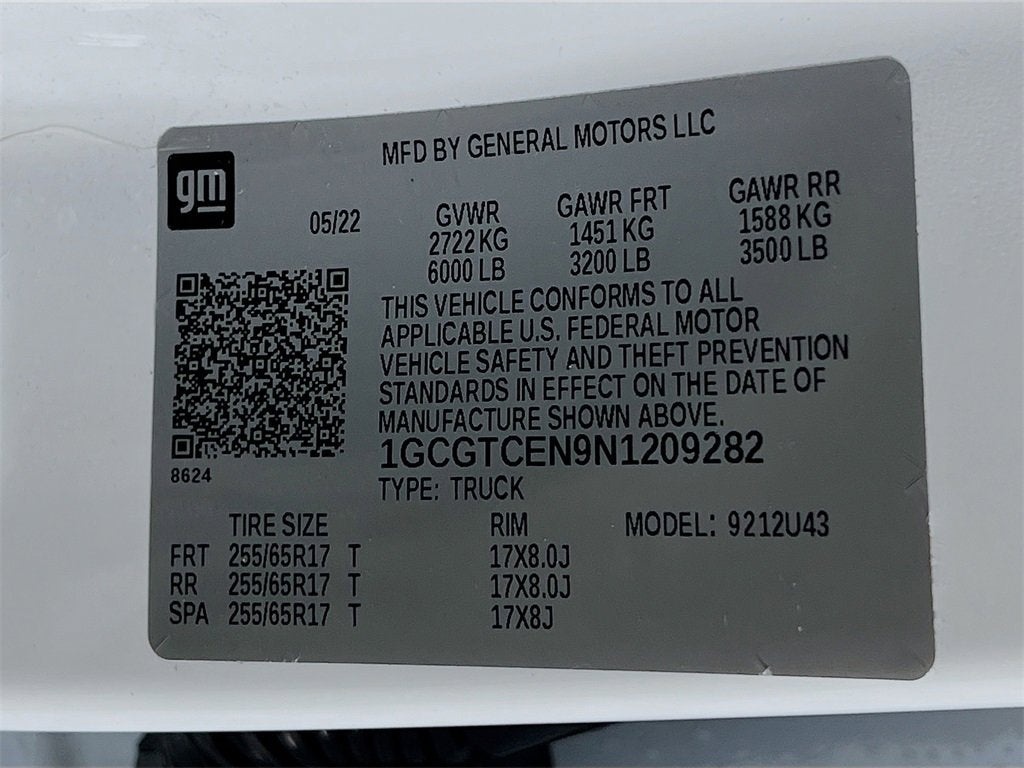 MFD BY GENERAL MOTORS LLC
gm
05/22
GVWR GAWR FRT GAWR RR
2722 KG 1451 KG 1588 KG
6000 LB 3200 LB 3500 LB
THIS VEHICLE CONFORMS TO ALL
APPLICABLE U.S. FEDERAL MOTOR
VEHICLE SAFETY AND THEFT PREVENTION
STANDARDS IN EFFECT ON THE DATE OF
MANUFACTURE SHOWN ABOVE.
1GCGTCEN9N1209282
8624
TYPE: TRUCK
TIRE SIZE RIM MODEL: 9212U43
FRT 255/65R17 T 17X8.0J
RR 255/65R17 T 17X8.0J
SPA 255/65R17 T 17X8J